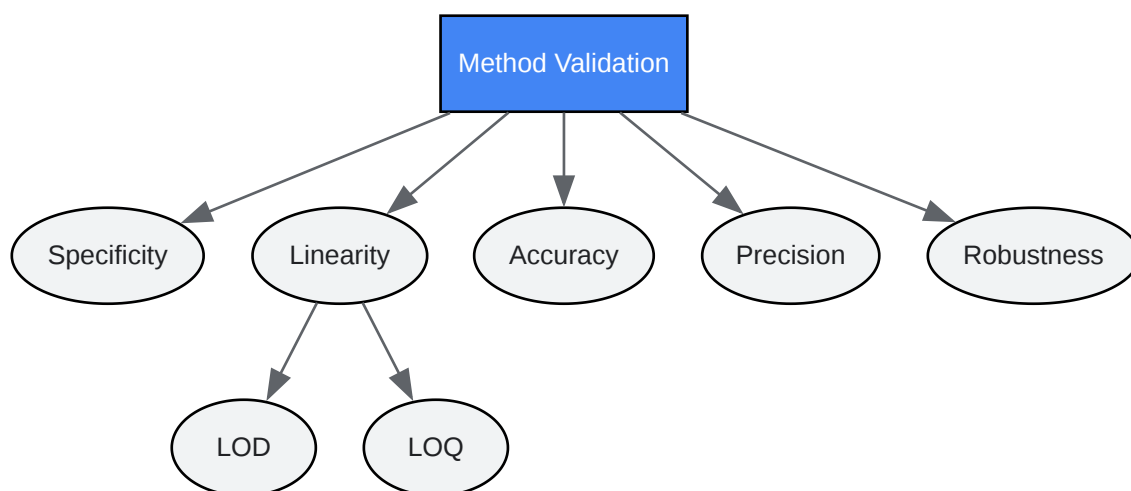 Method Validation
Specificity
Linearity
Accuracy
Precision
Robustness
LOD
LOQ